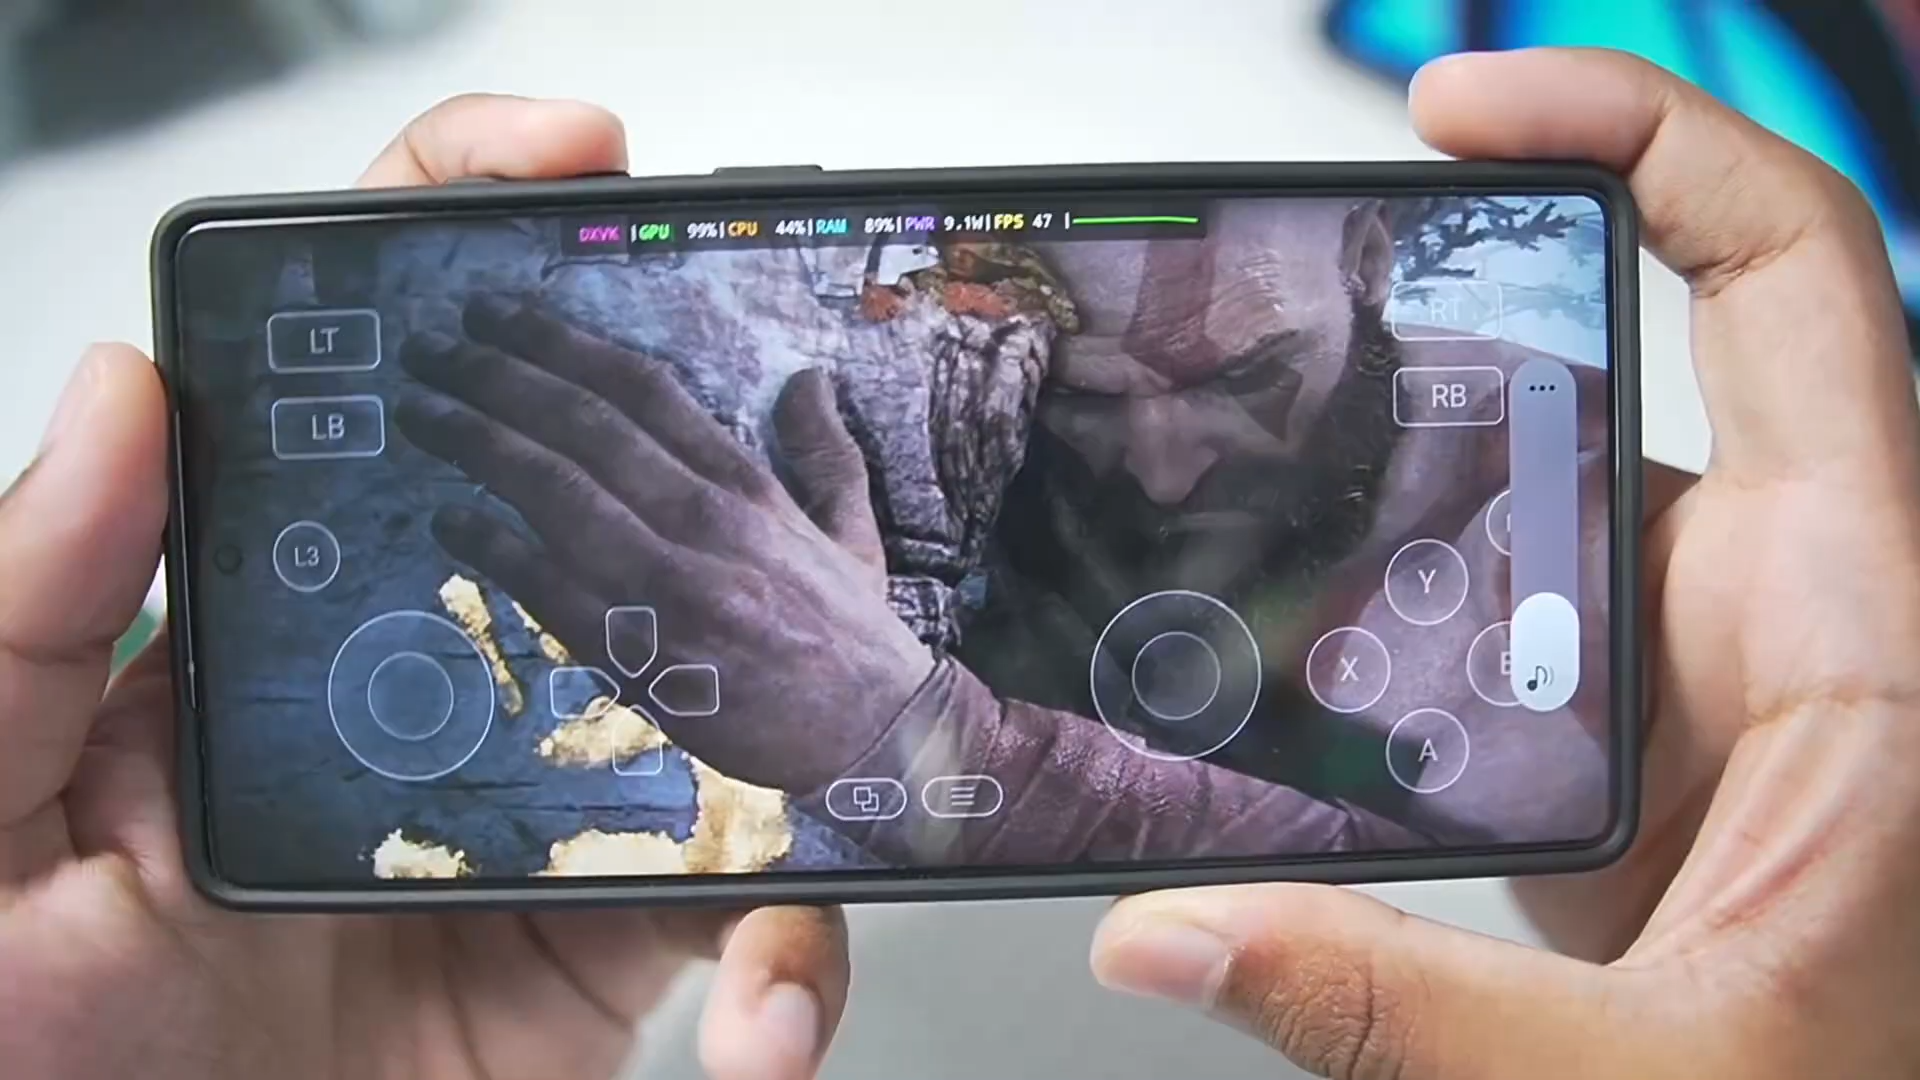 DXVK |GPU 99%|CPU 44%|RAM 89%|PWR 9.1W|FPS 47 |
LT
RT
LB
RB
L3
Y
X
A